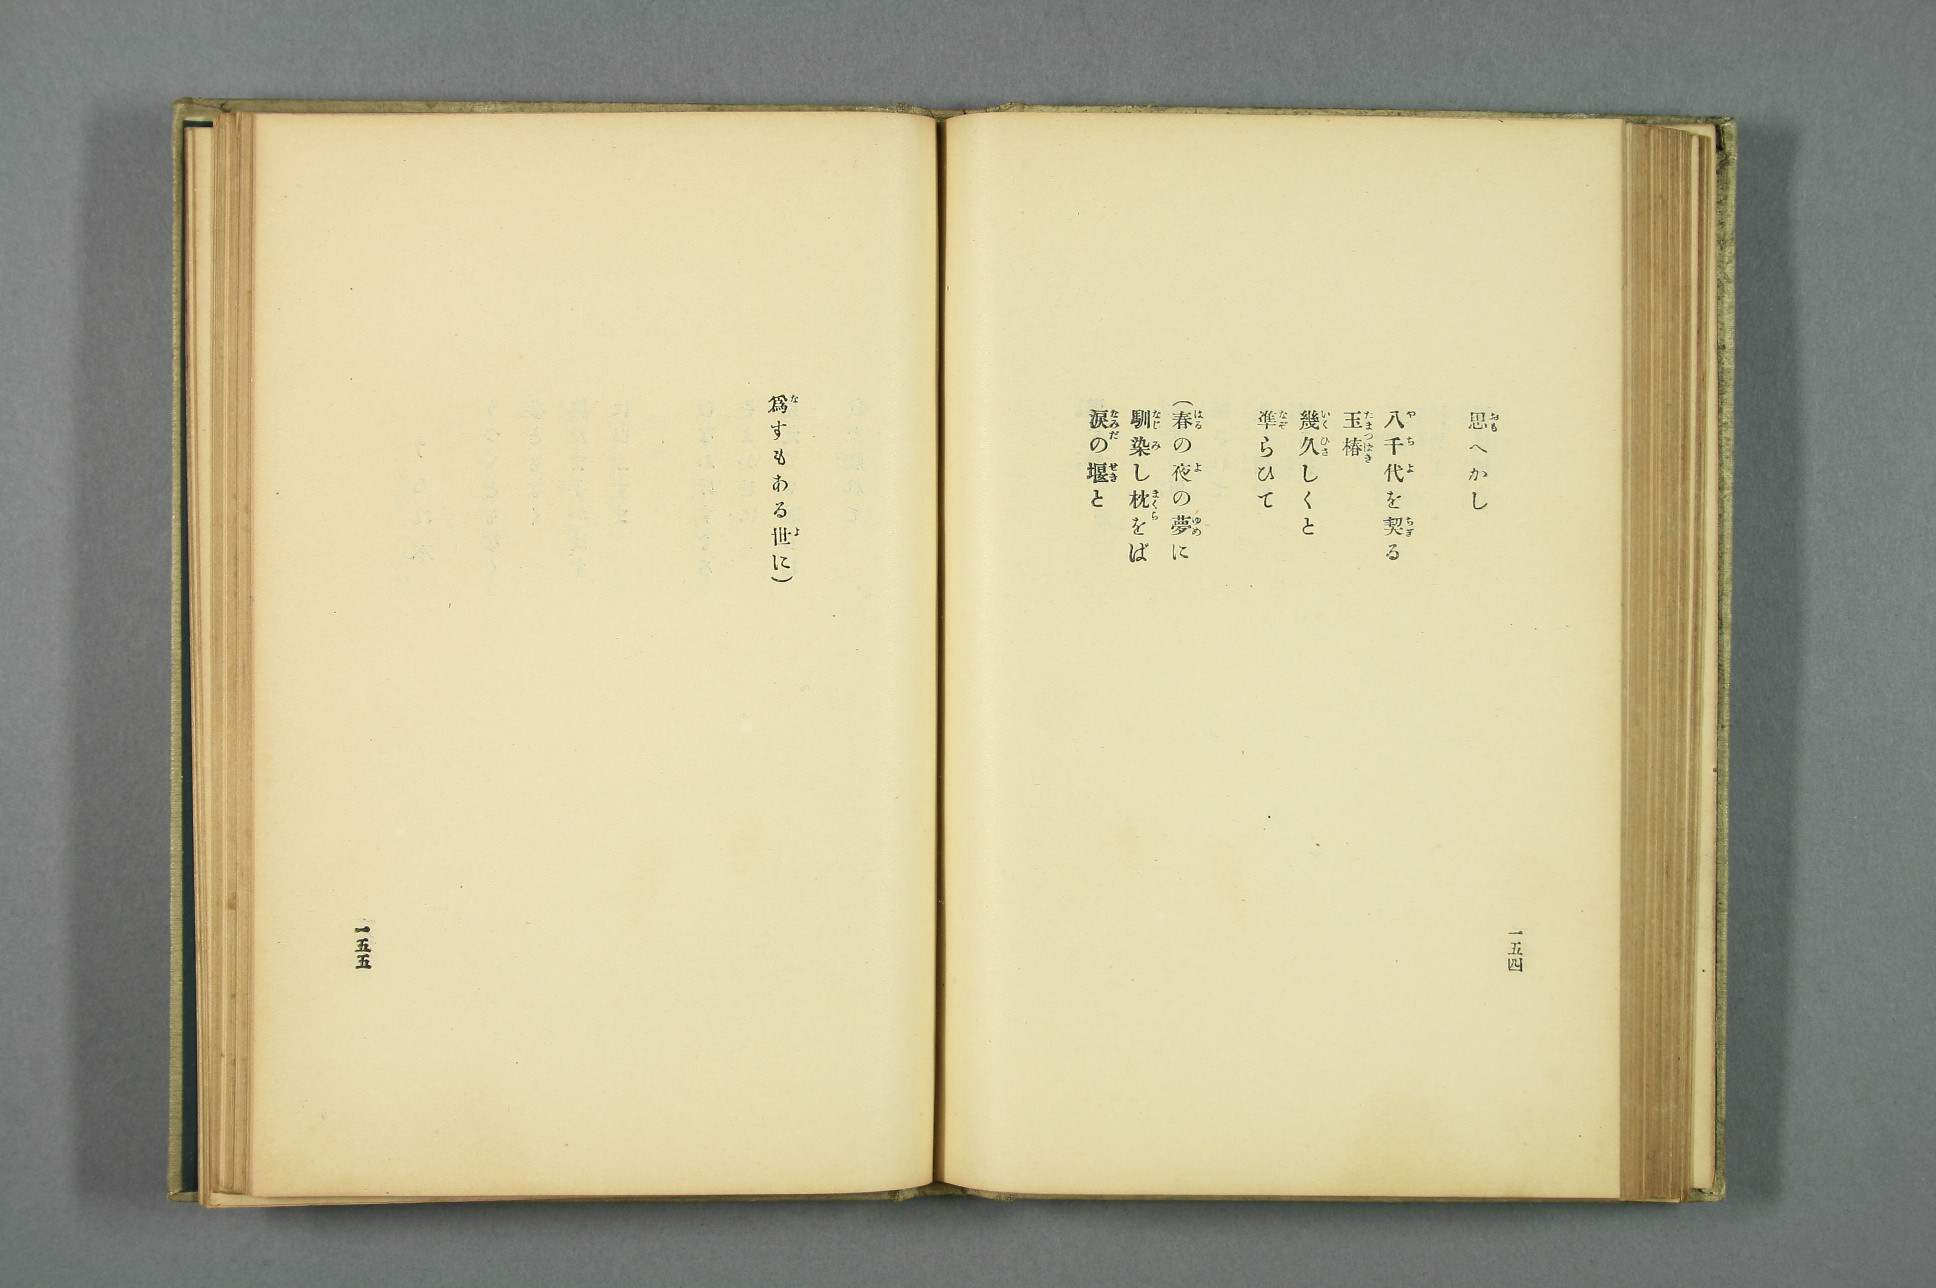 思へかし
八千代を契る
玉椿
幾久しくと
準らひて
(春の夜の夢に
馴染し枕をば
涙の堰と
一五四
爲すもある世に)
一五五